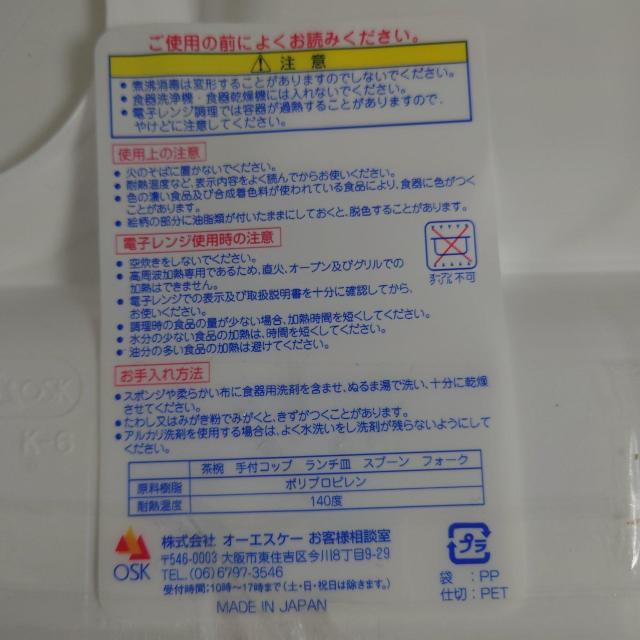 ご使用の前によくお読みください。
注意
●煮沸消毒は変形することがありますのでしないでください。
●食器洗浄機・食器乾燥機には入れないでください。
●電子レンジ調理では容器が過熱することがありますので、
やけどに注意してください。
使用上の注意
●火のそばに置かないでください。
●耐熱温度など、表示内容をよく読んでからお使いください。
●色の濃い食品及び合成着色料が使われている食品により、食器に色がつく
ことがあります。
●絵柄の部分に油脂類が付いたままにしておくと、脱色することがあります。
電子レンジ使用時の注意
●空炊きをしないでください。
●高周波加熱専用であるため、直火、オーブン及びグリルでの
加熱はできません。
●電子レンジでの表示及び取扱説明書を十分に確認してから、
お使いください。
●調理時の食品の量が少ない場合、加熱時間を短くしてください。
●水分の少ない食品の加熱は、時間を短くしてください。
●油分の多い食品の加熱は避けてください。
不可
お手入れ方法
●スポンジや柔らかい布に食器用洗剤を含ませ、ぬるま湯で洗い、十分に乾燥
させてください。
●たわし又はみがき粉でみがくと、きずがつくことがあります。
●アルカリ洗剤を使用する場合は、よく水洗いをし洗剤が残らないようにして
ください。
茶椀 手付コップ ランチ皿 スプーン フォーク
原料樹脂 ポリプロピレン
耐熱温度 140度
OSK
株式会社 オーエスケー お客様相談室
〒546-0003 大阪市東住吉区今川8丁目9-29
TEL.(06)6797-3546
受付時間:10時〜17時まで(土・日・祝日は除きます。)
MADE IN JAPAN
プラ
袋 : PP
仕切 : PET
OSK
K-6